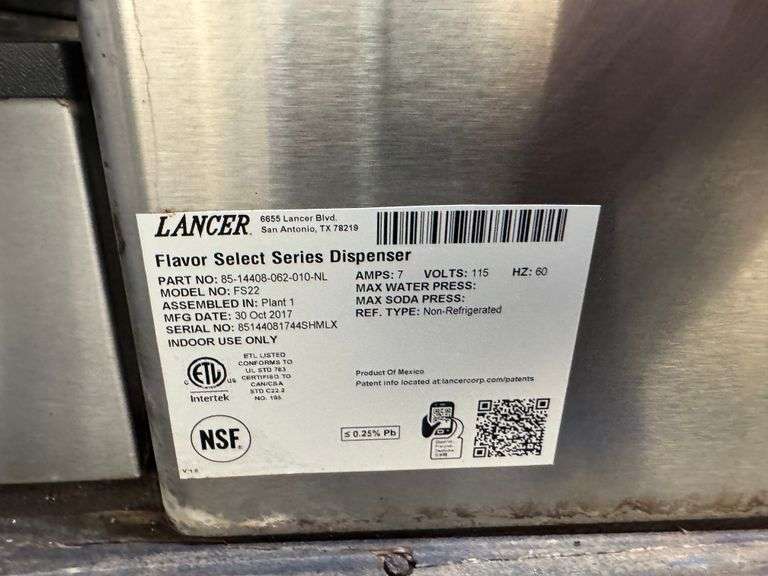 LANCER
6655 Lancer Blvd.
San Antonio, TX 78219
Flavor Select Series Dispenser
PART NO: 85-14408-062-010-NL
MODEL NO: FS22
ASSEMBLED IN: Plant 1
MFG DATE: 30 Oct 2017
SERIAL NO: 85144081744SHMLX
INDOOR USE ONLY
AMPS: 7 VOLTS: 115 HZ: 60
MAX WATER PRESS:
MAX SODA PRESS:
REF. TYPE: Non-Refrigerated
C ETL US
Intertek
ETL LISTED
CONFORMS TO
UL STD 763
CERTIFIED TO
CAN/CSA
STD C22.2
NO. 195
Product Of Mexico
Patent info located at lancercorp.com/patents
NSF
≤ 0.25% Pb